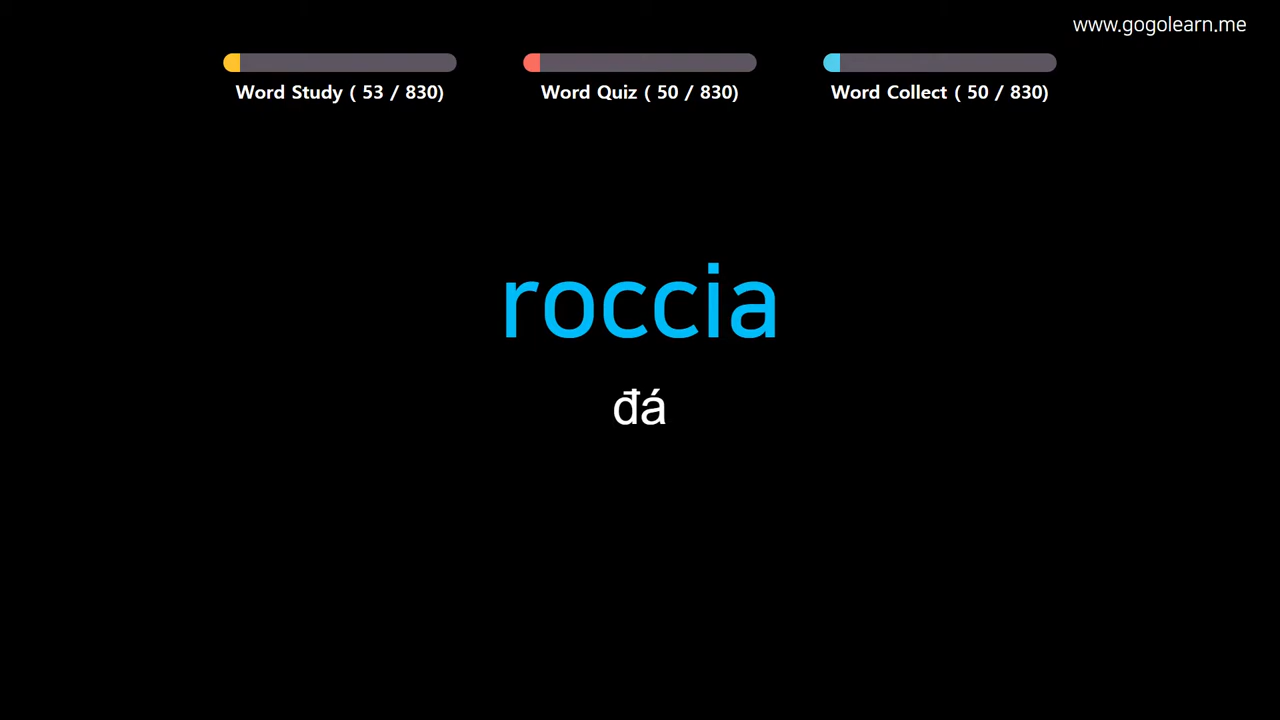 www.gogolearn.me
Word Study ( 53 / 830)
Word Quiz ( 50 / 830)
Word Collect ( 50 / 830)
roccia
đá